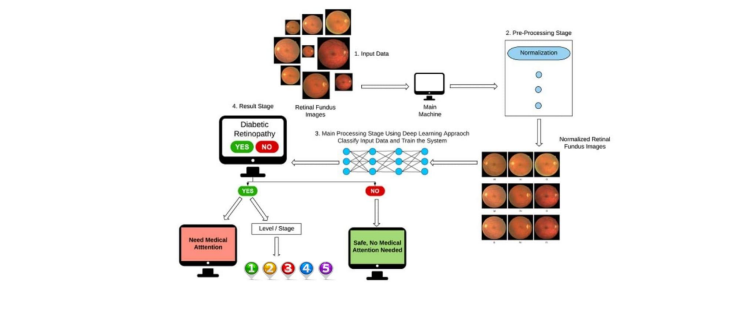 1. Input Data
Retinal Fundus
Images
Main
Machine
2. Pre-Processing Stage
Normalization
Normalized Retinal
Fundus Images
3. Main Processing Stage Using Deep Learning Appraoch
Classify Input Data and Train the System
4. Result Stage
Diabetic
Retinopathy
YES NO
YES
NO
Need Medical
Atttention
Level / Stage
1 2 3 4 5
Safe, No Medical
Attention Needed